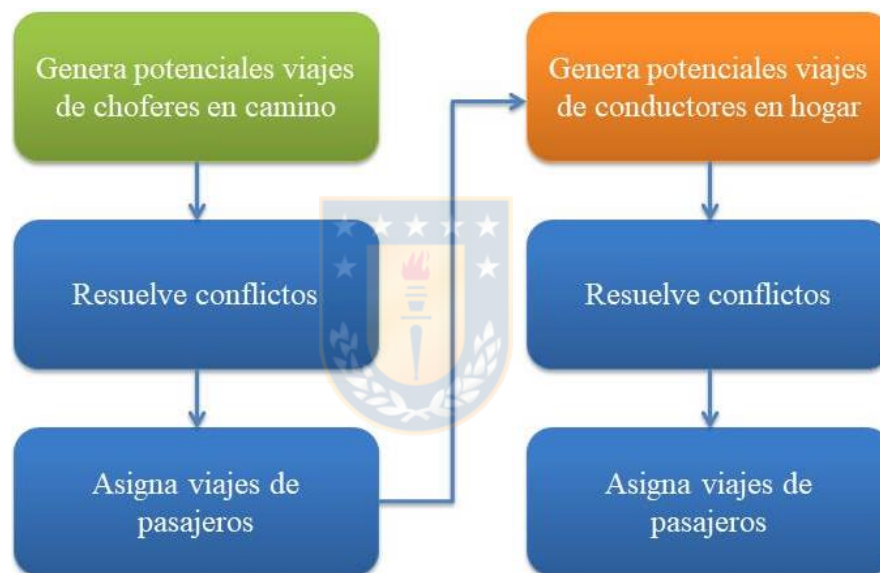 Genera potenciales viajes
de choferes en camino
Resuelve conflictos
Asigna viajes de
pasajeros
Genera potenciales viajes
de conductores en hogar
Resuelve conflictos
Asigna viajes de
pasajeros